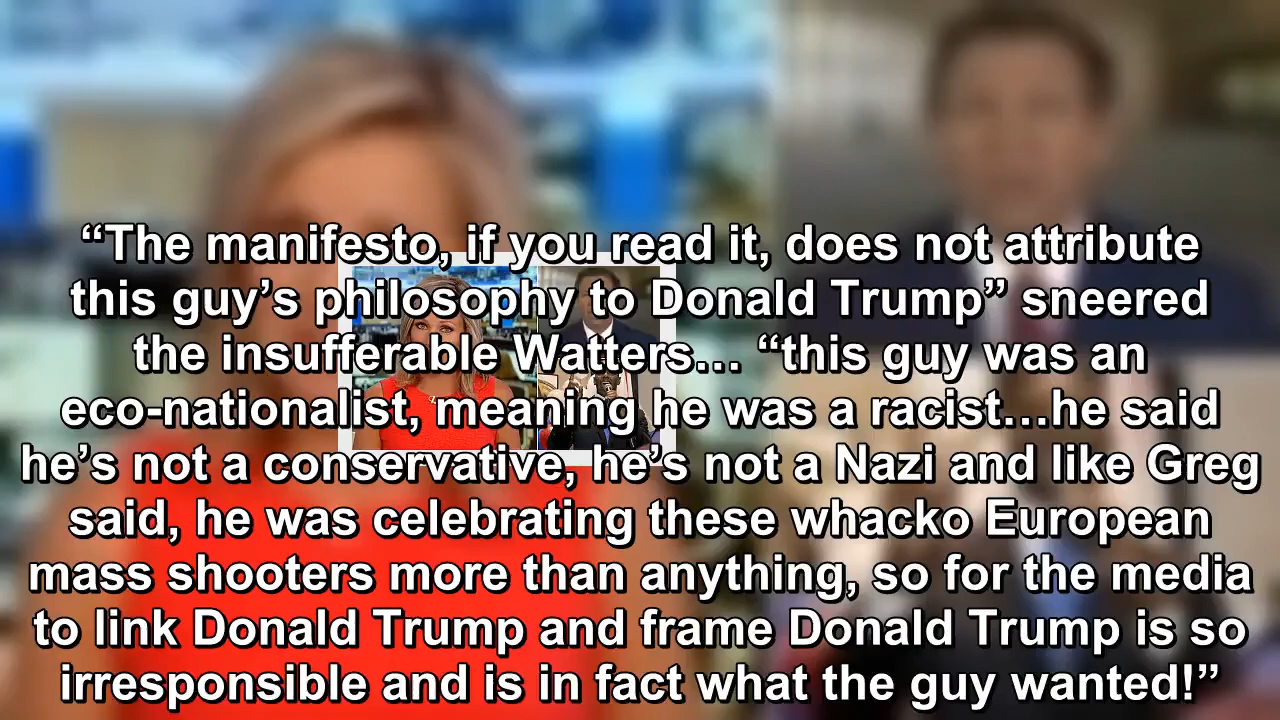 “The manifesto, if you read it, does not attribute
this guy’s philosophy to Donald Trump” sneered
the insufferable Watters… “this guy was an
eco-nationalist, meaning he was a racist…he said
he’s not a conservative, he’s not a Nazi and like Greg
said, he was celebrating these whacko European
mass shooters more than anything, so for the media
to link Donald Trump and frame Donald Trump is so
irresponsible and is in fact what the guy wanted!”